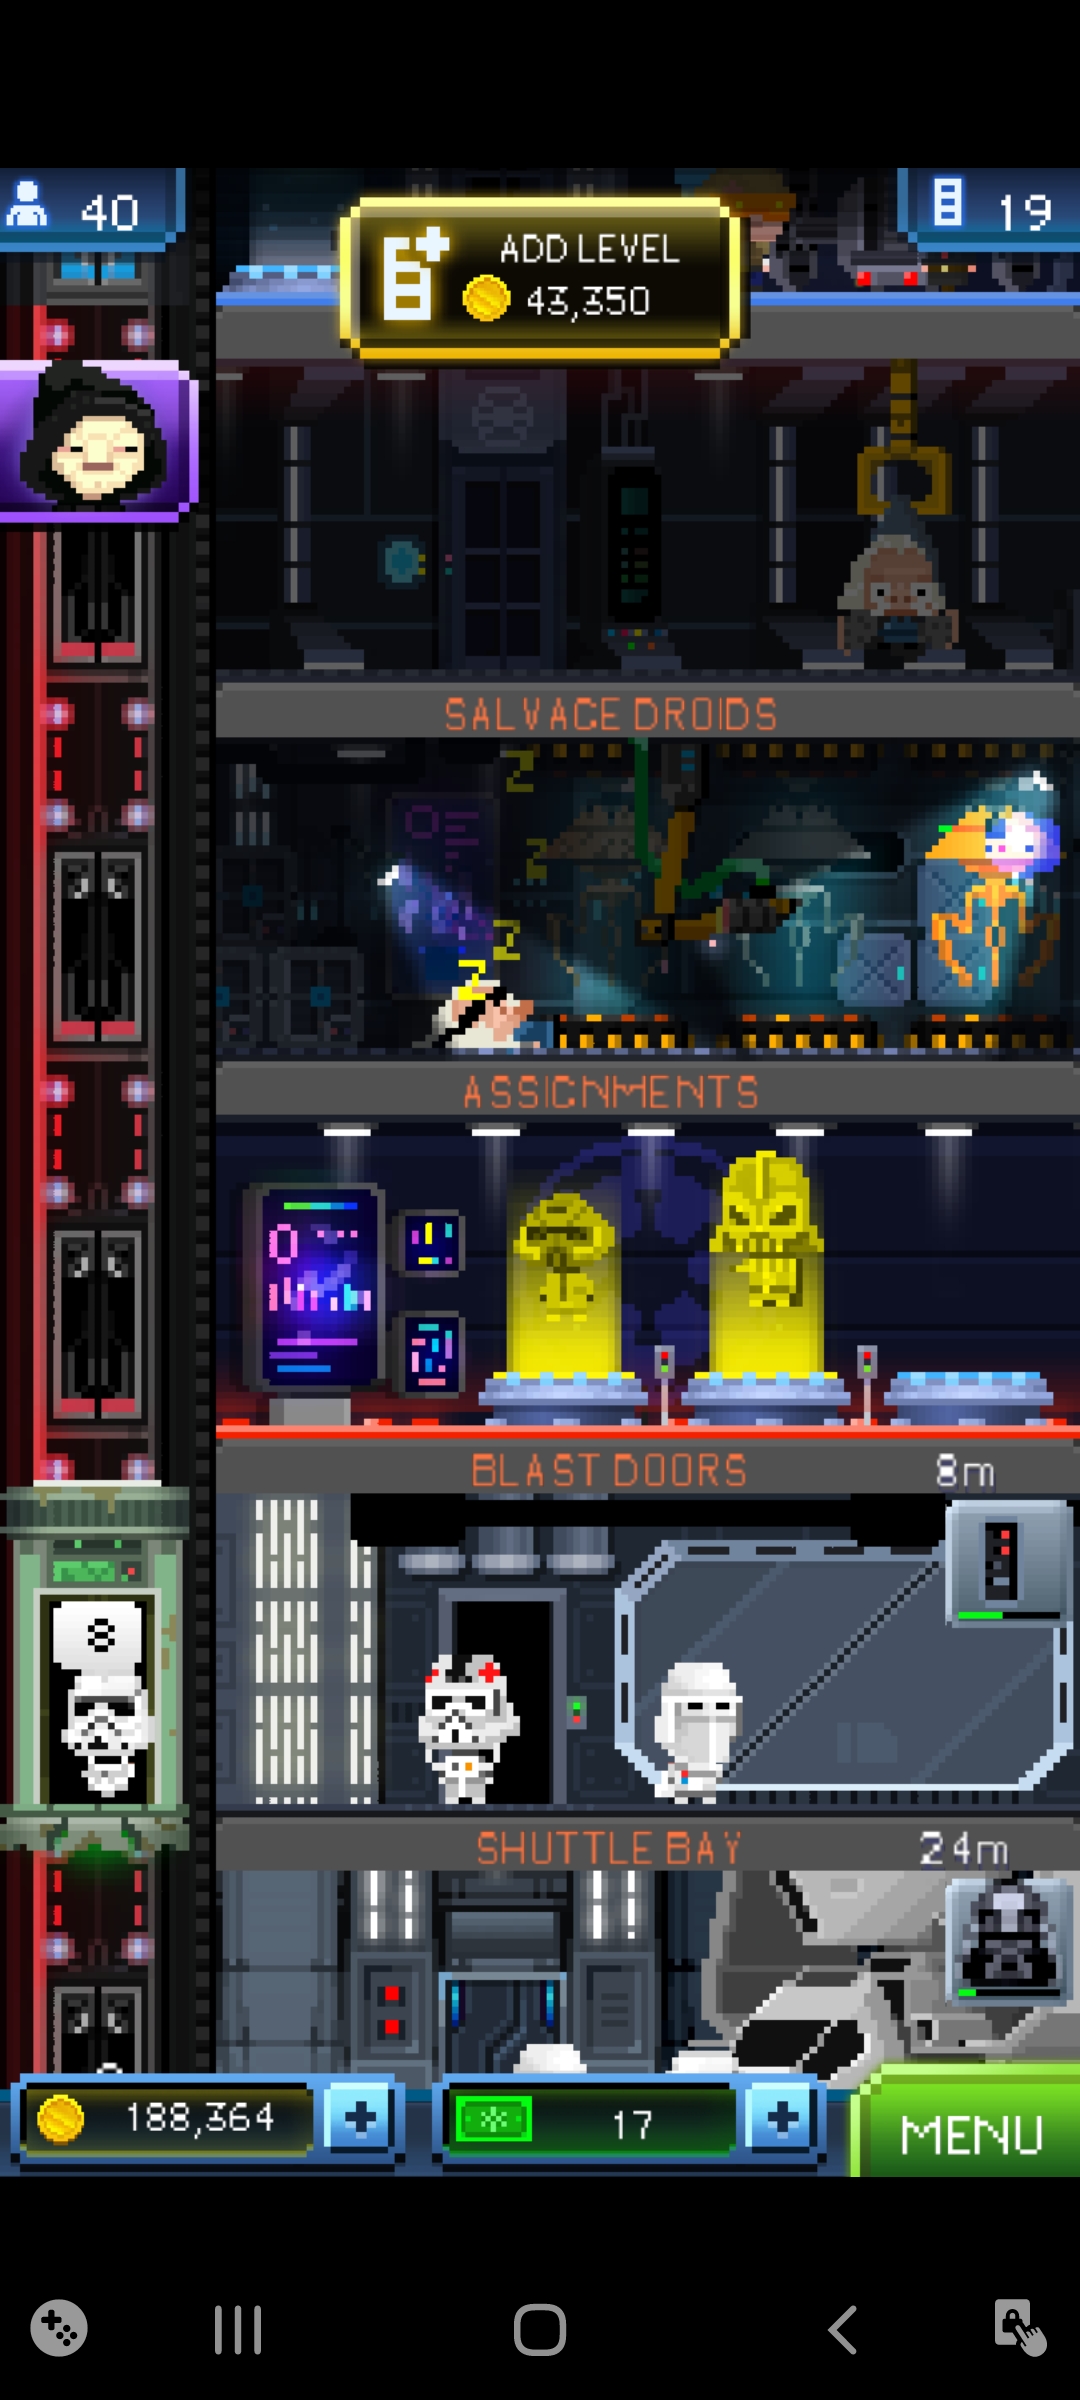 40
19
ADD LEVEL
43,350
SALVAGE DROIDS
Z
Z
Z
Z
ASSIGNMENTS
BLAST DOORS 8m
8
SHUTTLE BAY 24m
188,364
17
MENU